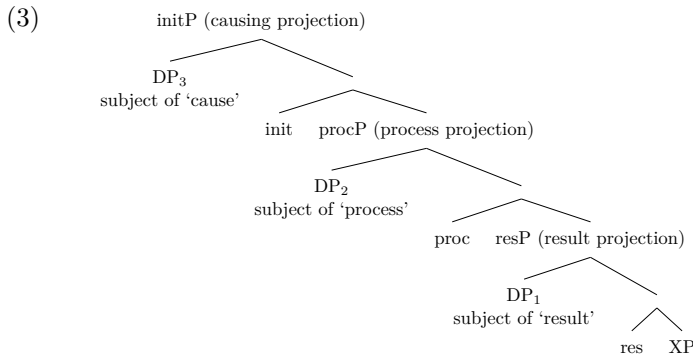 (3)
initP (causing projection)
DP₃
subject of ‘cause’
init procP (process projection)
DP₂
subject of ‘process’
proc resP (result projection)
DP₁
subject of ‘result’
res XP